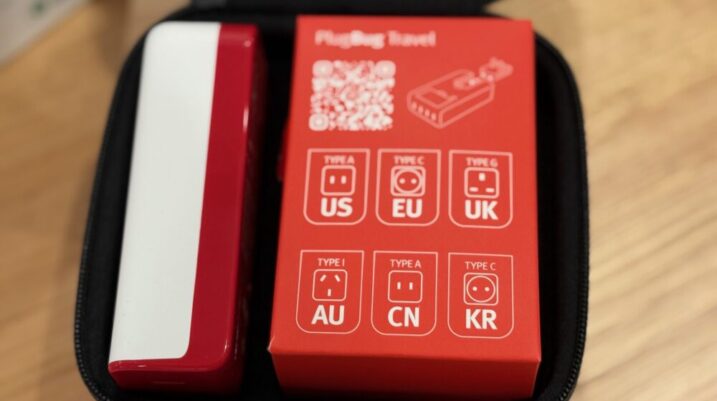 PlugBug Travel
TYPE A TYPE C TYPE G
US EU UK
TYPE I TYPE A TYPE C
AU CN KR